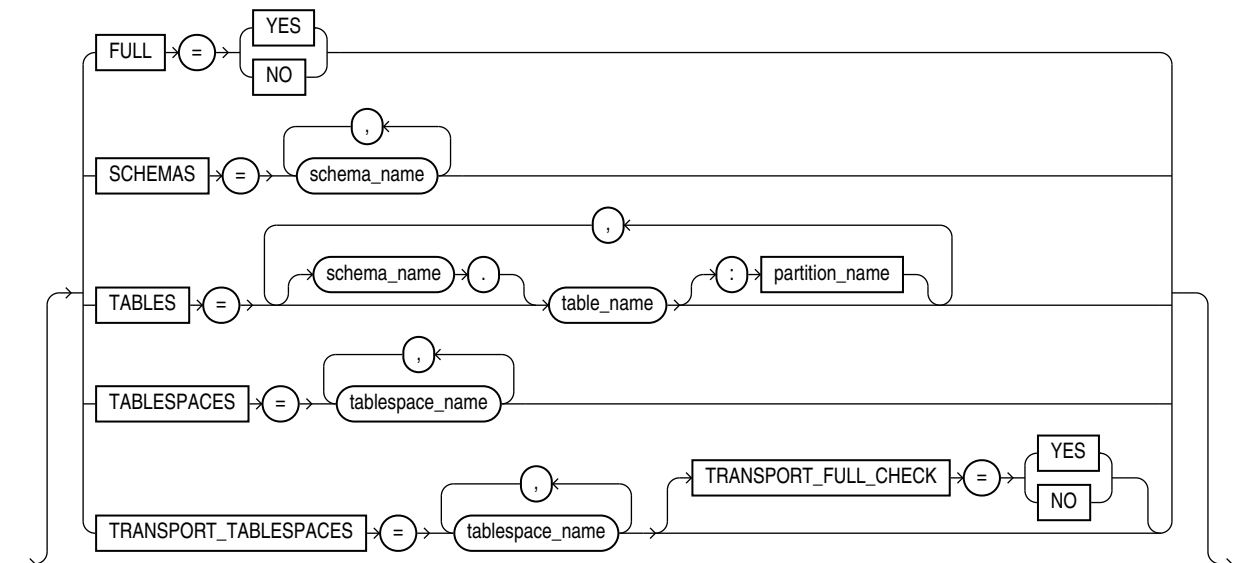 FULL = YES
NO
,
SCHEMAS = schema_name
,
schema_name . : partition_name
TABLES = table_name
,
TABLESPACES = tablespace_name
YES
TRANSPORT_FULL_CHECK =
, NO
TRANSPORT_TABLESPACES = tablespace_name